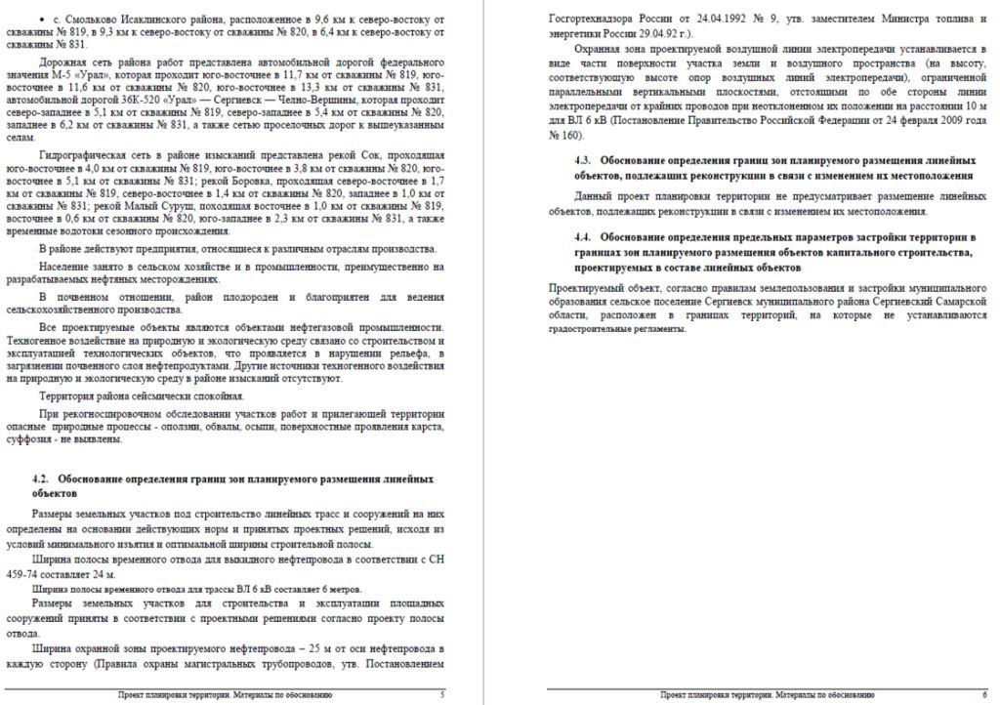 • с. Смольково Исаклинского района, расположенное в 9,6 км к северо-востоку от
скважины № 819, в 9,3 км к северо-востоку от скважины № 820, в 6,4 км к северо-востоку от
скважины № 831.
Дорожная сеть района работ представлена автомобильной дорогой федерального
значения М-5 «Урал», которая проходит юго-восточнее в 11,7 км от скважины № 819, юго-
восточнее в 11,6 км от скважины № 820, юго-восточнее в 13,3 км от скважины № 831,
автомобильной дорогой 36К-520 «Урал» — Сергиевск — Челно-Вершины, которая проходит
северо-западнее в 5,1 км от скважины № 819, северо-западнее в 5,4 км от скважины № 820,
западнее в 6,2 км от скважины № 831, а также сетью проселочных дорог к вышеуказанным
селам.
Гидрографическая сеть в районе изысканий представлена рекой Сок, проходящая
юго-восточнее в 4,0 км от скважины № 819, юго-восточнее в 3,8 км от скважины № 820, юго-
восточнее в 5,1 км от скважины № 831; рекой Боровка, проходящая северо-восточнее в 1,7
км от скважины № 819, северо-восточнее в 1,4 км от скважины № 820, западнее в 1,0 км от
скважины № 831; рекой Малый Суруш, походящая восточнее в 1,0 км от скважины № 819,
восточнее в 0,6 км от скважины № 820, юго-западнее в 2,3 км от скважины № 831, а также
временные водотоки сезонного происхождения.
В районе действуют предприятия, относящиеся к различным отраслям производства.
Население занято в сельском хозяйстве и в промышленности, преимущественно на
разрабатываемых нефтяных месторождениях.
В почвенном отношении, район плодороден и благоприятен для ведения
сельскохозяйственного производства.
Все проектируемые объекты являются объектами нефтегазовой промышленности.
Техногенное воздействие на природную и экологическую среду связано со строительством и
эксплуатацией технологических объектов, что проявляется в нарушении рельефа, в
загрязнении почвенного слоя нефтепродуктами. Другие источники техногенного воздействия
на природную и экологическую среду в районе изысканий отсутствуют.
Территория района сейсмически спокойная.
При рекогносцировочном обследовании участков работ и прилегающей территории
опасные природные процессы - оползни, обвалы, осыпи, поверхностные проявления карста,
суффозия - не выявлены.
4.2. Обоснование определения границ зон планируемого размещения линейных
объектов
Размеры земельных участков под строительство линейных трасс и сооружений на них
определены на основании действующих норм и принятых проектных решений, исходя из
условий минимального изъятия и оптимальной ширины строительной полосы.
Ширина полосы временного отвода для выкидного нефтепровода в соответствии с СН
459-74 составляет 24 м.
Ширина полосы временного отвода для трассы ВЛ 6 кВ составляет 6 метров.
Размеры земельных участков для строительства и эксплуатации площадных
сооружений приняты в соответствии с проектными решениями согласно проекту полосы
отвода.
Ширина охранной зоны проектируемого нефтепровода – 25 м от оси нефтепровода в
каждую сторону (Правила охраны магистральных трубопроводов, утв. Постановлением
Проект планировки территории. Материалы по обоснованию 5
Госгортехнадзора России от 24.04.1992 № 9, утв. заместителем Министра топлива и
энергетики России 29.04.92 г.).
Охранная зона проектируемой воздушной линии электропередачи устанавливается в
виде части поверхности участка земли и воздушного пространства (на высоту,
соответствующую высоте опор воздушных линий электропередачи), ограниченной
параллельными вертикальными плоскостями, отстоящими по обе стороны линии
электропередачи от крайних проводов при неотклоненном их положении на расстоянии 10 м
для ВЛ 6 кВ (Постановление Правительство Российской Федерации от 24 февраля 2009 года
№ 160).
4.3. Обоснование определения границ зон планируемого размещения линейных
объектов, подлежащих реконструкции в связи с изменением их местоположения
Данный проект планировки территории не предусматривает размещение линейных
объектов, подлежащих реконструкции в связи с изменением их местоположения.
4.4. Обоснование определения предельных параметров застройки территории в
границах зон планируемого размещения объектов капитального строительства,
проектируемых в составе линейных объектов
Проектируемый объект, согласно правилам землепользования и застройки муниципального
образования сельское поселение Сергиевск муниципального района Сергиевский Самарской
области, расположен в границах территорий, на которые не устанавливаются
градостроительные регламенты.
Проект планировки территории. Материалы по обоснованию 6